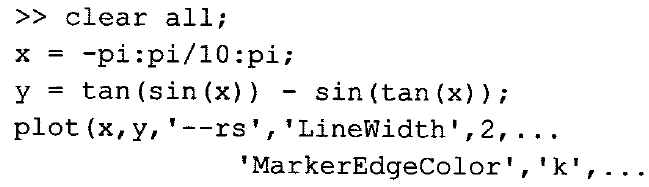 >> clear all;
x = -pi:pi/10:pi;
y = tan(sin(x)) - sin(tan(x));
plot(x,y,'--rs','LineWidth',2,...
'MarkerEdgeColor','k',...